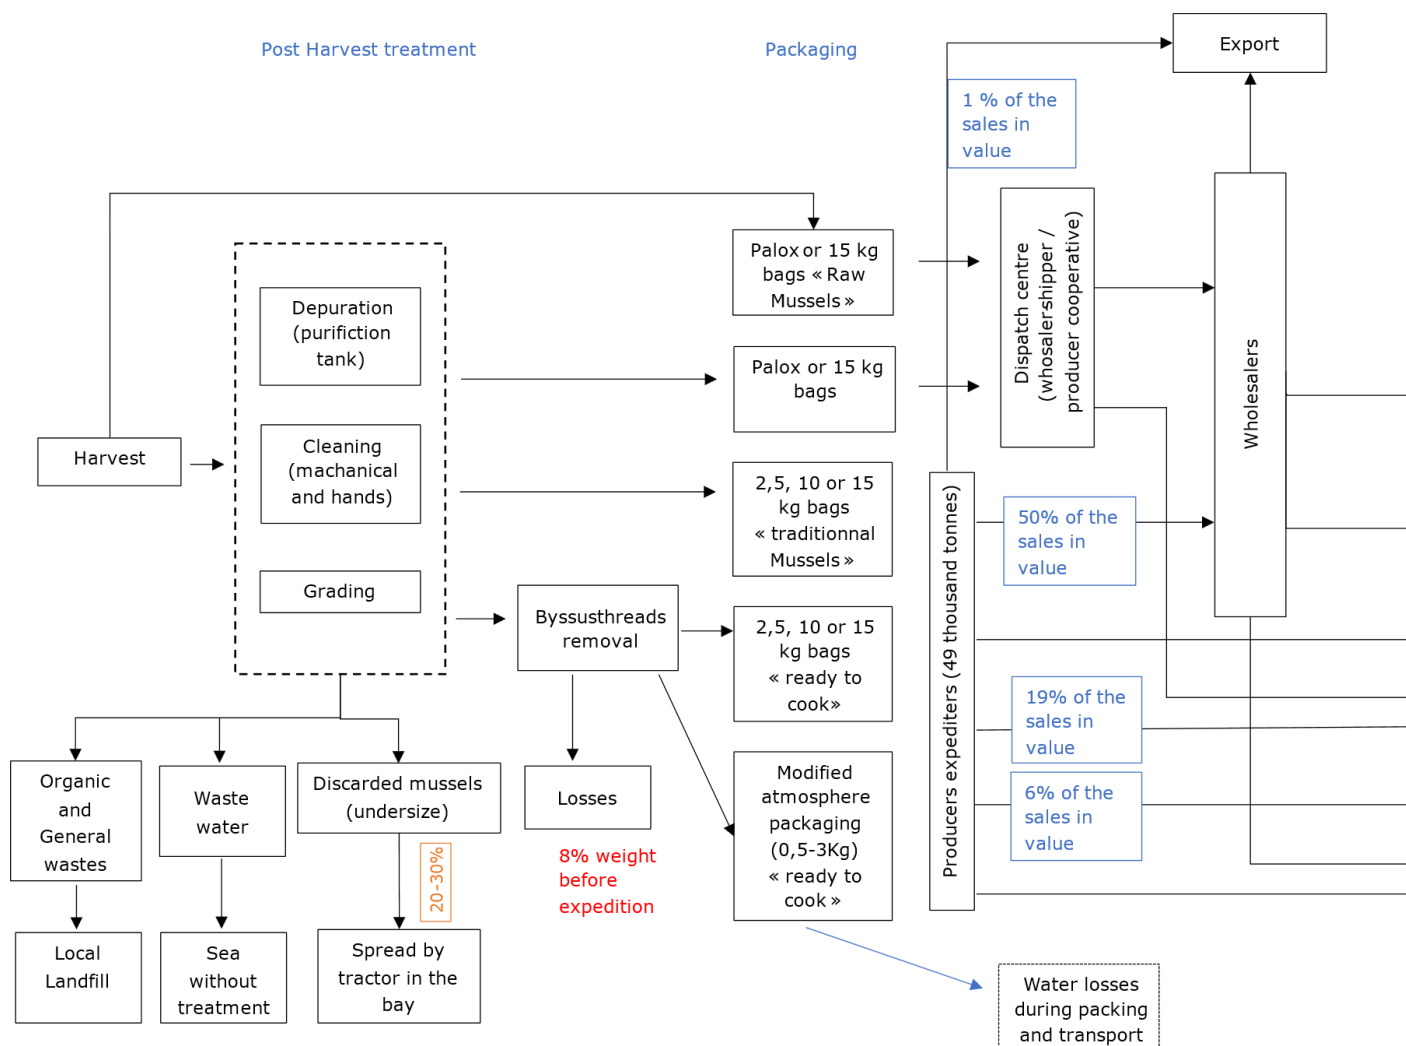 Post Harvest treatment
Packaging
Export
1 % of the
sales in
value
Palox or 15 kg
bags « Raw
Mussels »
Dispatch centre
(whosaler-shipper /
producer cooperative)
Wholesalers
Depuration
(purifiction
tank)
Palox or 15 kg
bags
Harvest
Cleaning
(machanical
and hands)
2,5, 10 or 15
kg bags
« traditionnal
Mussels »
Producers expediters (49 thousand tonnes)
50% of the
sales in
value
Grading
Byssusthreads
removal
2,5, 10 or 15
kg bags
« ready to
cook»
19% of the
sales in
value
6% of the
sales in
value
Organic
and
General
wastes
Waste
water
Discarded mussels
(undersize)
Losses
Modified
atmosphere
packaging
(0,5-3Kg)
« ready to
cook »
20-30%
8% weight
before
expedition
Local
Landfill
Sea
without
treatment
Spread by
tractor in the
bay
Water losses
during packing
and transport